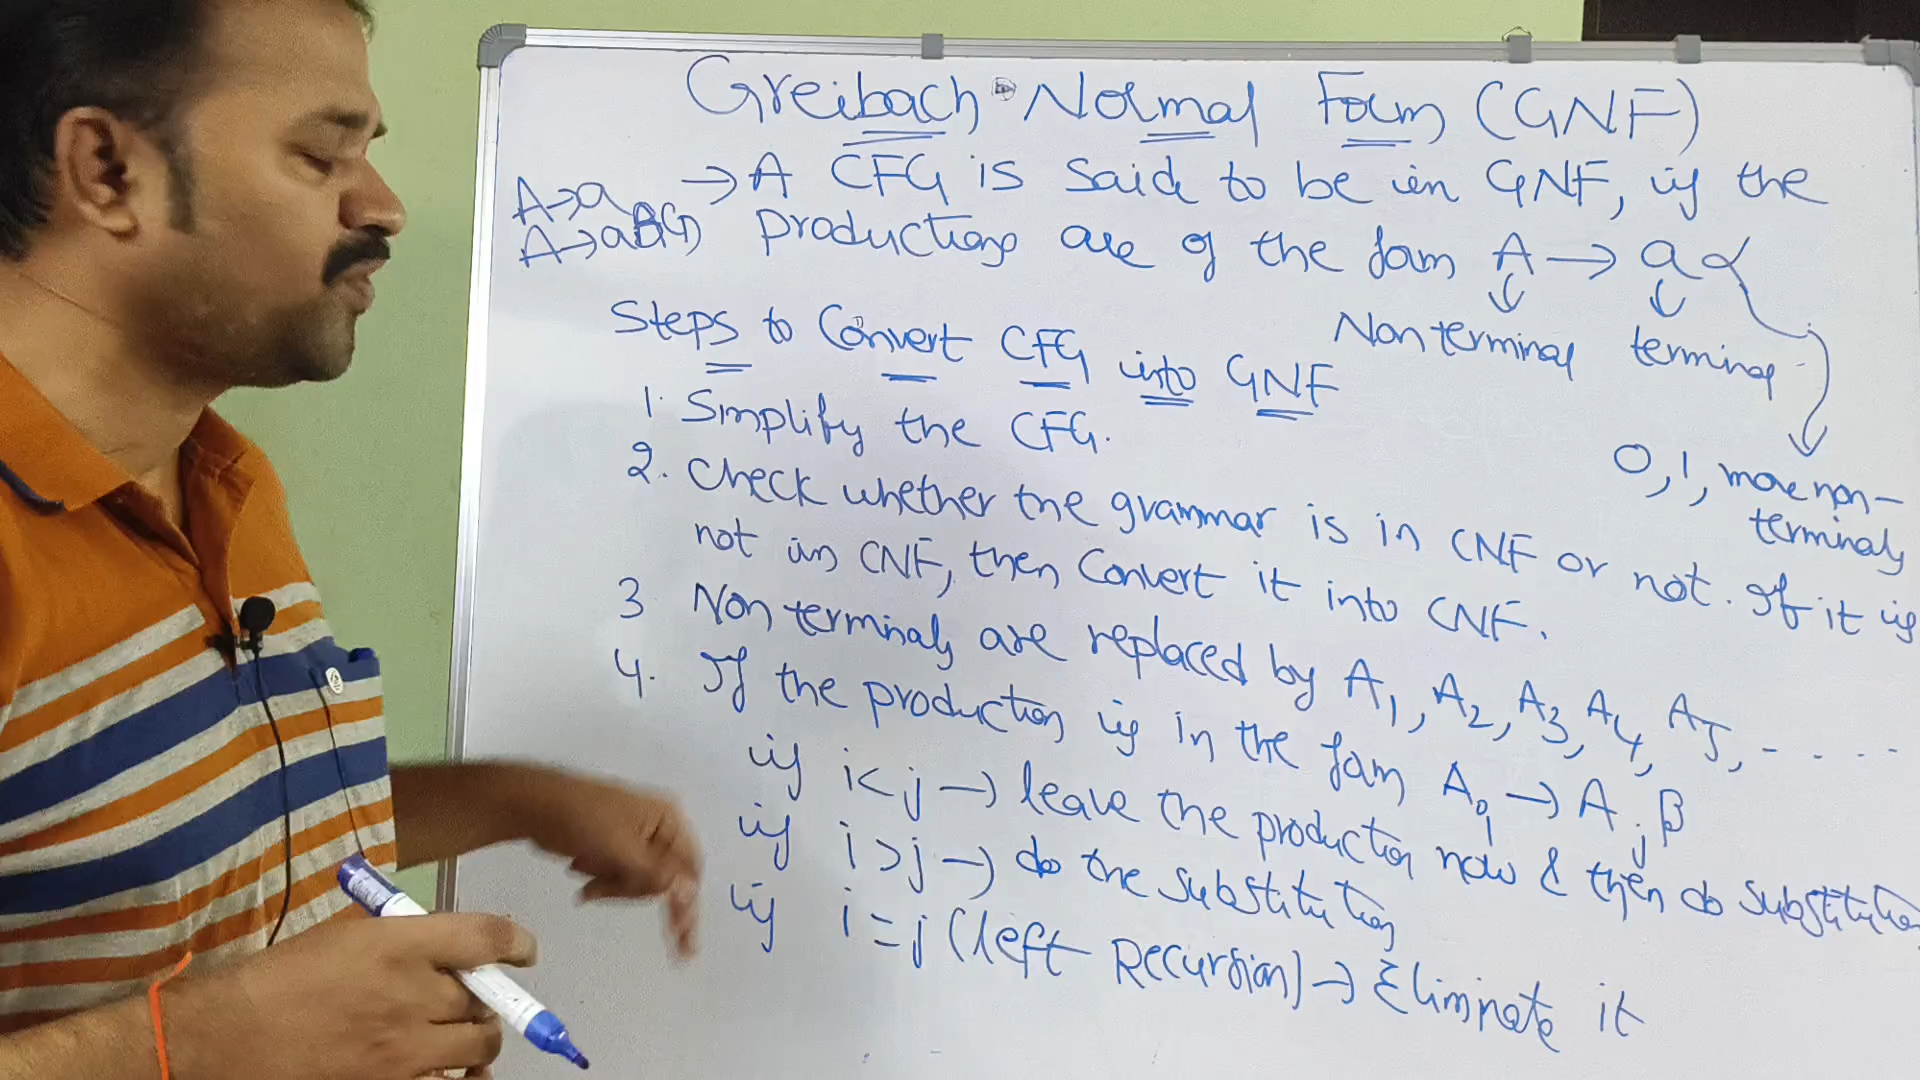 Greibach Normal Form (GNF)
→ A CFG is said to be in GNF, if the
productions are of the form A → aα
A→a
A→aB
Non terminal terminal
0, 1, more non-
terminals
Steps to Convert CFG into GNF
1. Simplify the CFG.
2. Check whether the grammar is in CNF or not. If it is
not in CNF, then Convert it into CNF.
3 Non terminals are replaced by A1, A2, A3, A4, A5, - . . . .
4. If the production is in the form Ai → Aj β
if i < j → leave the production now & then do substitution
if i > j → do the substitution
if i = j (left Recursion) → Eliminate it